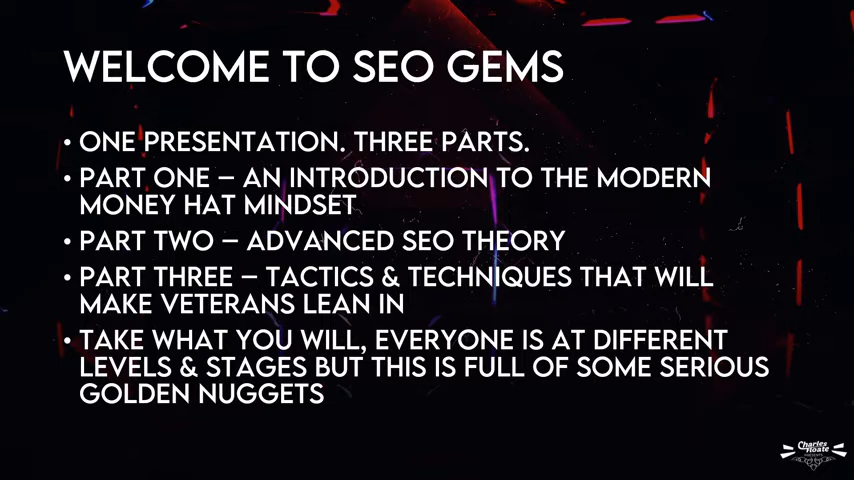 WELCOME TO SEO GEMS
• ONE PRESENTATION. THREE PARTS.
• PART ONE – AN INTRODUCTION TO THE MODERN
MONEY HAT MINDSET
• PART TWO – ADVANCED SEO THEORY
• PART THREE – TACTICS & TECHNIQUES THAT WILL
MAKE VETERANS LEAN IN
• TAKE WHAT YOU WILL, EVERYONE IS AT DIFFERENT
LEVELS & STAGES BUT THIS IS FULL OF SOME SERIOUS
GOLDEN NUGGETS
Charles
Floate
PRESENTS